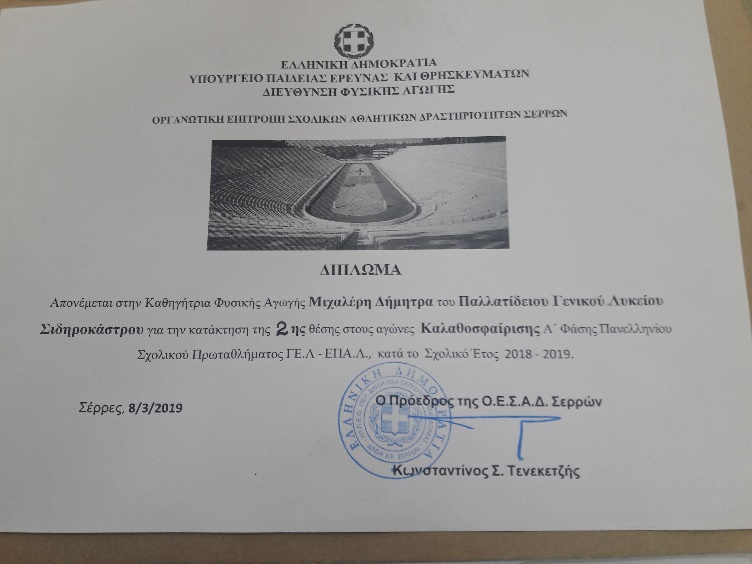 ΕΛΛΗΝΙΚΗ ΔΗΜΟΚΡΑΤΙΑ
ΥΠΟΥΡΓΕΙΟ ΠΑΙΔΕΙΑΣ ΕΡΕΥΝΑΣ ΚΑΙ ΘΡΗΣΚΕΥΜΑΤΩΝ
ΔΙΕΥΘΥΝΣΗ ΦΥΣΙΚΗΣ ΑΓΩΓΗΣ
ΟΡΓΑΝΩΤΙΚΗ ΕΠΙΤΡΟΠΗ ΣΧΟΛΙΚΩΝ ΑΘΛΗΤΙΚΩΝ ΔΡΑΣΤΗΡΙΟΤΗΤΩΝ ΣΕΡΡΩΝ
ΔΙΠΛΩΜΑ
Απονέμεται στην Καθηγήτρια Φυσικής Αγωγής Μιχαλέρη Δήμητρα του Παλλατίδειου Γενικού Λυκείου
Σιδηροκάστρου για την κατάκτηση της 2ης θέσης στους αγώνες Καλαθοσφαίρισης Α΄ Φάσης Πανελληνίου
Σχολικού Πρωταθλήματος ΓΕ.Λ - ΕΠΑ.Λ., κατά το Σχολικό Έτος 2018 - 2019.
Σέρρες, 8/3/2019
Ο Πρόεδρος της Ο.Ε.Σ.Α.Δ. Σερρών
ΕΛΛΗΝΙΚΗ ΔΗΜΟΚΡΑΤΙΑ
Κωνσταντίνος Σ. Τενεκετζής